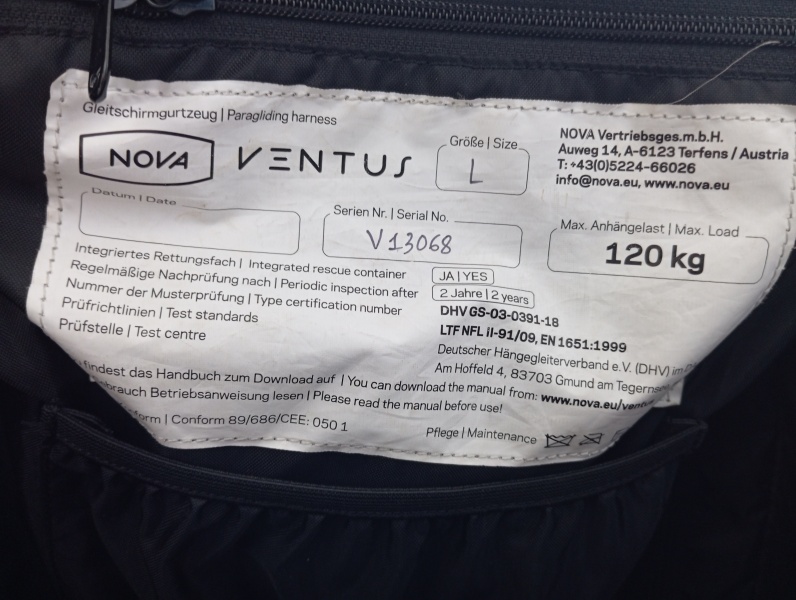 Gleitschirmgurtzeug | Paragliding harness
NOVA VENTUS
Größe | Size
L
NOVA Vertriebsges.m.b.H.
Auweg 14, A-6123 Terfens / Austria
T: +43(0)5224-66026
info@nova.eu, www.nova.eu
Datum | Date
Serien Nr. | Serial No.
V13068
Max. Anhängelast | Max. Load
120 kg
Integriertes Rettungsfach | Integrated rescue container JA | YES
Regelmäßige Nachprüfung nach | Periodic inspection after 2 Jahre | 2 years
Nummer der Musterprüfung | Type certification number DHV GS-03-0391-18
Prüfrichtlinien | Test standards LTF NFL II-91/09, EN 1651:1999
Prüfstelle | Test centre Deutscher Hängegleiterverband e.V. (DHV) im
Am Hoffeld 4, 83703 Gmund am
findest das Handbuch zum Download auf | You can download the manual from: www.nova.eu/
Betriebsanweisung lesen | Please read the manual before use!
| Conform 89/686/CEE: 0501
Pflege | Maintenance